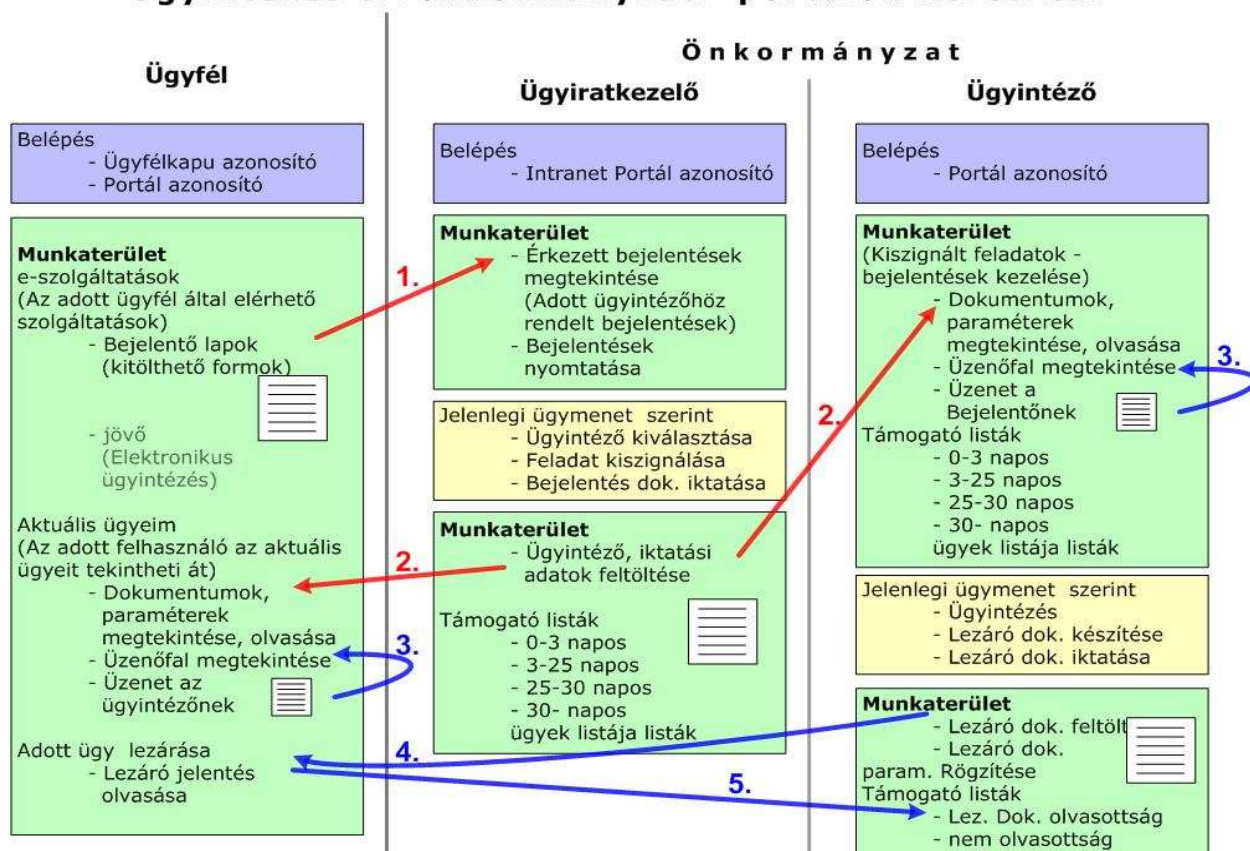 Önkormányzat
Ügyfél
Ügyiratkezelő
Ügyintéző
Belépés
- Ügyfélkapu azonosító
- Portál azonosító
Munkaterület
e-szolgáltatások
(Az adott ügyfél által elérhető
szolgáltatások)
- Bejelentő lapok
(kitölthető formok)
- jövő
(Elektronikus
ügyintézés)
Aktuális ügyeim
(Az adott felhasználó az aktuális
ügyeit tekintheti át)
- Dokumentumok,
paraméterek
megtekintése, olvasása
- Üzenőfal megtekintése
- Üzenet az
ügyintézőnek
Adott ügy lezárása
- Lezáró jelentés
olvasása
1.
2.
3.
4.
5.
Belépés
- Intranet Portál azonosító
Munkaterület
- Érkezett bejelentések
megtekintése
(Adott ügyintézőhöz
rendelt bejelentések)
- Bejelentések
nyomtatása
Jelenlegi ügymenet szerint
- Ügyintéző kiválasztása
- Feladat kiszignálása
- Bejelentés dok. iktatása
Munkaterület
- Ügyintéző, iktatási
adatok feltöltése
Támogató listák
- 0-3 napos
- 3-25 napos
- 25-30 napos
- 30- napos
ügyek listája listák
2.
Belépés
- Portál azonosító
Munkaterület
(Kiszignált feladatok -
bejelentések kezelése)
- Dokumentumok,
paraméterek
megtekintése, olvasása
- Üzenőfal megtekintése
- Üzenet a
Bejelentőnek
3.
Támogató listák
- 0-3 napos
- 3-25 napos
- 25-30 napos
- 30- napos
ügyek listája listák
Jelenlegi ügymenet szerint
- Ügyintézés
- Lezáró dok. készítése
- Lezáró dok. iktatása
Munkaterület
- Lezáró dok. feltölt
- Lezáró dok.
param. Rögzítése
Támogató listák
- Lez. Dok. olvasottság
- nem olvasottság